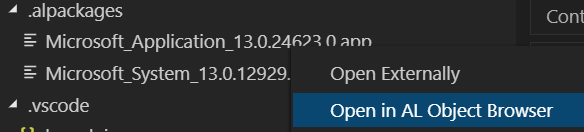 .alpackages
Cont
Microsoft_Application_13.0.24623.0.app
Microsoft_System_13.0.12929.
Open Externally
.vscode
Open in AL Object Browser